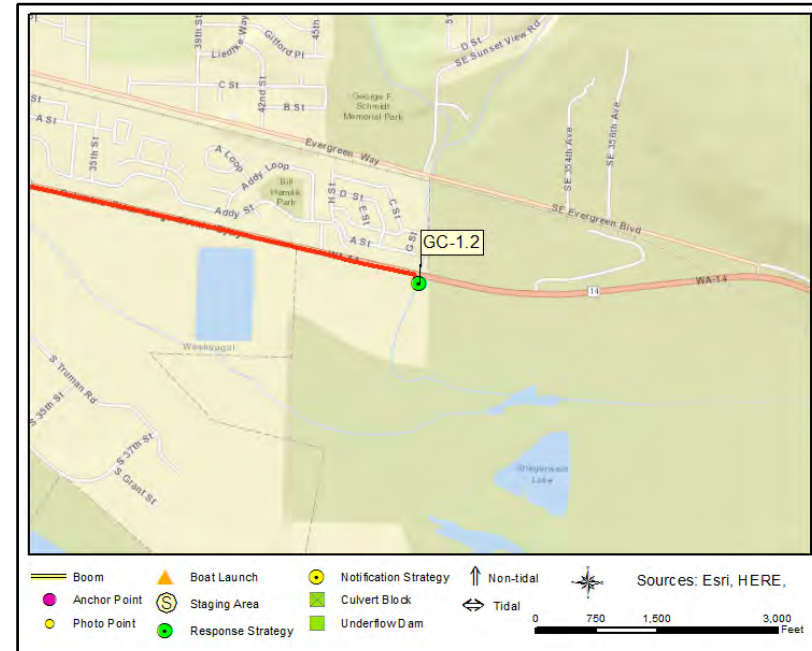 39th St
Liedtke Way
Gifford Pl
45th St
42nd St
C St
B St
D St
SE Sunset View Rd
George F.
Schmidt
Memorial Park
SE 354th Ave
SE 356th Ave
A St
35th St
Evergreen Way
A Loop
Addy Loop
Bill
Hamlik
Park
Addy St
H St
D St
E St
C St
G St
A St
SE Evergreen Blvd
GC-1.2
WA-14
14
WA-14
Washougal
S Truman Rd
S 35th St
S 37th St
S Grant St
Steigerwald
Lake
Boom
Boat Launch
Notification Strategy
Non-tidal
Sources: Esri, HERE,
Anchor Point
Staging Area
Culvert Block
Tidal
Photo Point
Response Strategy
Underflow Dam
0 750 1,500 3,000
Feet